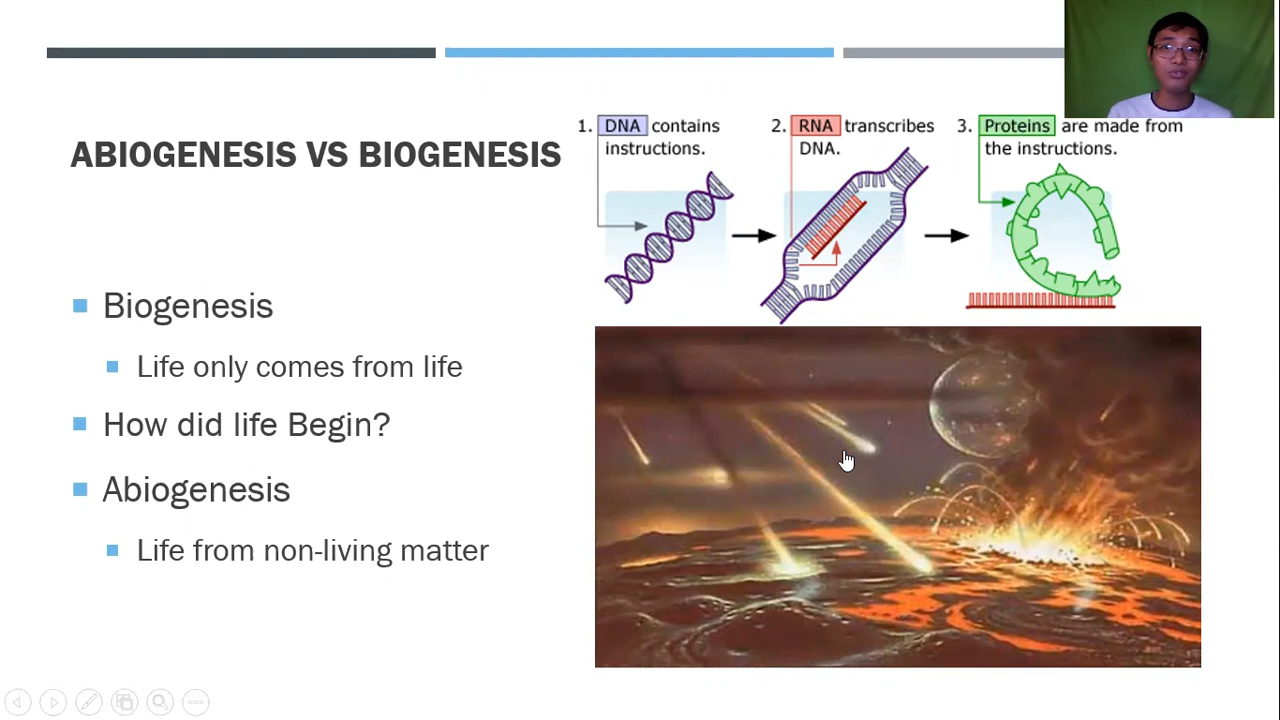 ABIOGENESIS VS BIOGENESIS
Biogenesis
Life only comes from life
How did life Begin?
Abiogenesis
Life from non-living matter
1. DNA contains
instructions.
2. RNA transcribes
DNA.
3. Proteins are made from
the instructions.